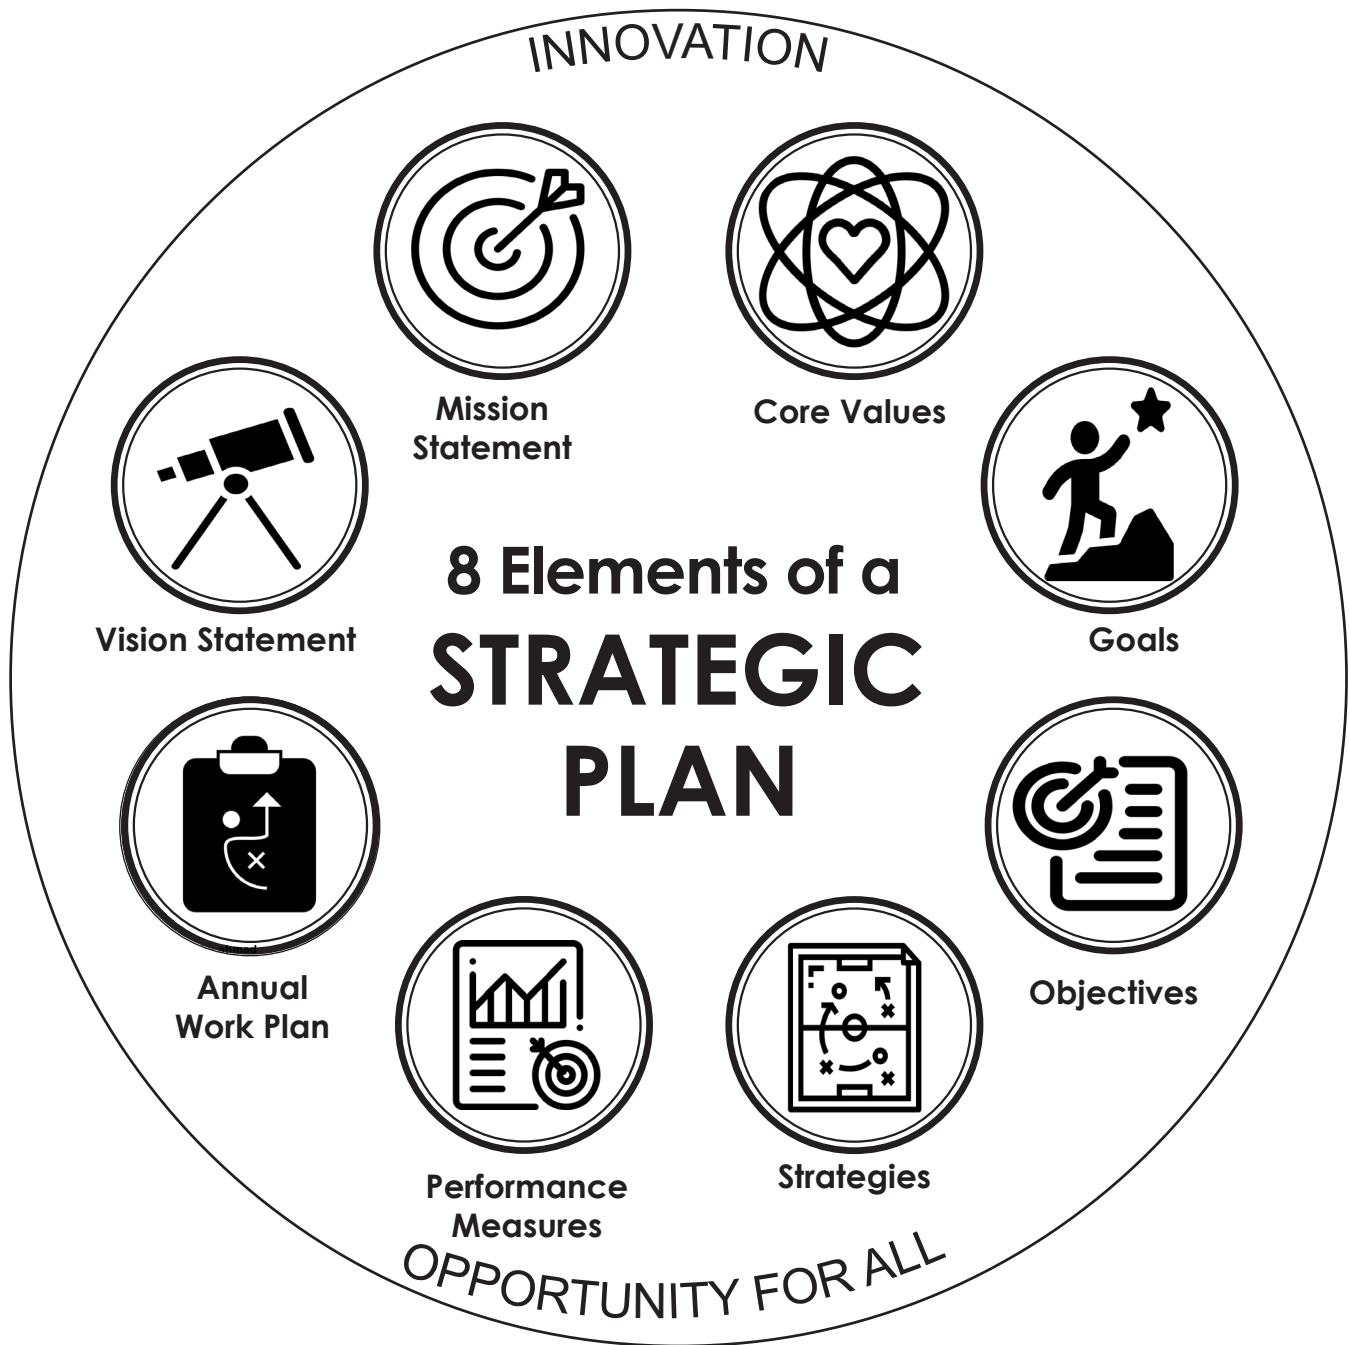 INNOVATION
Mission
Statement
Core Values
Vision Statement
8 Elements of a
STRATEGIC
PLAN
Goals
Annual
Work Plan
Objectives
Performance
Measures
Strategies
OPPORTUNITY FOR ALL